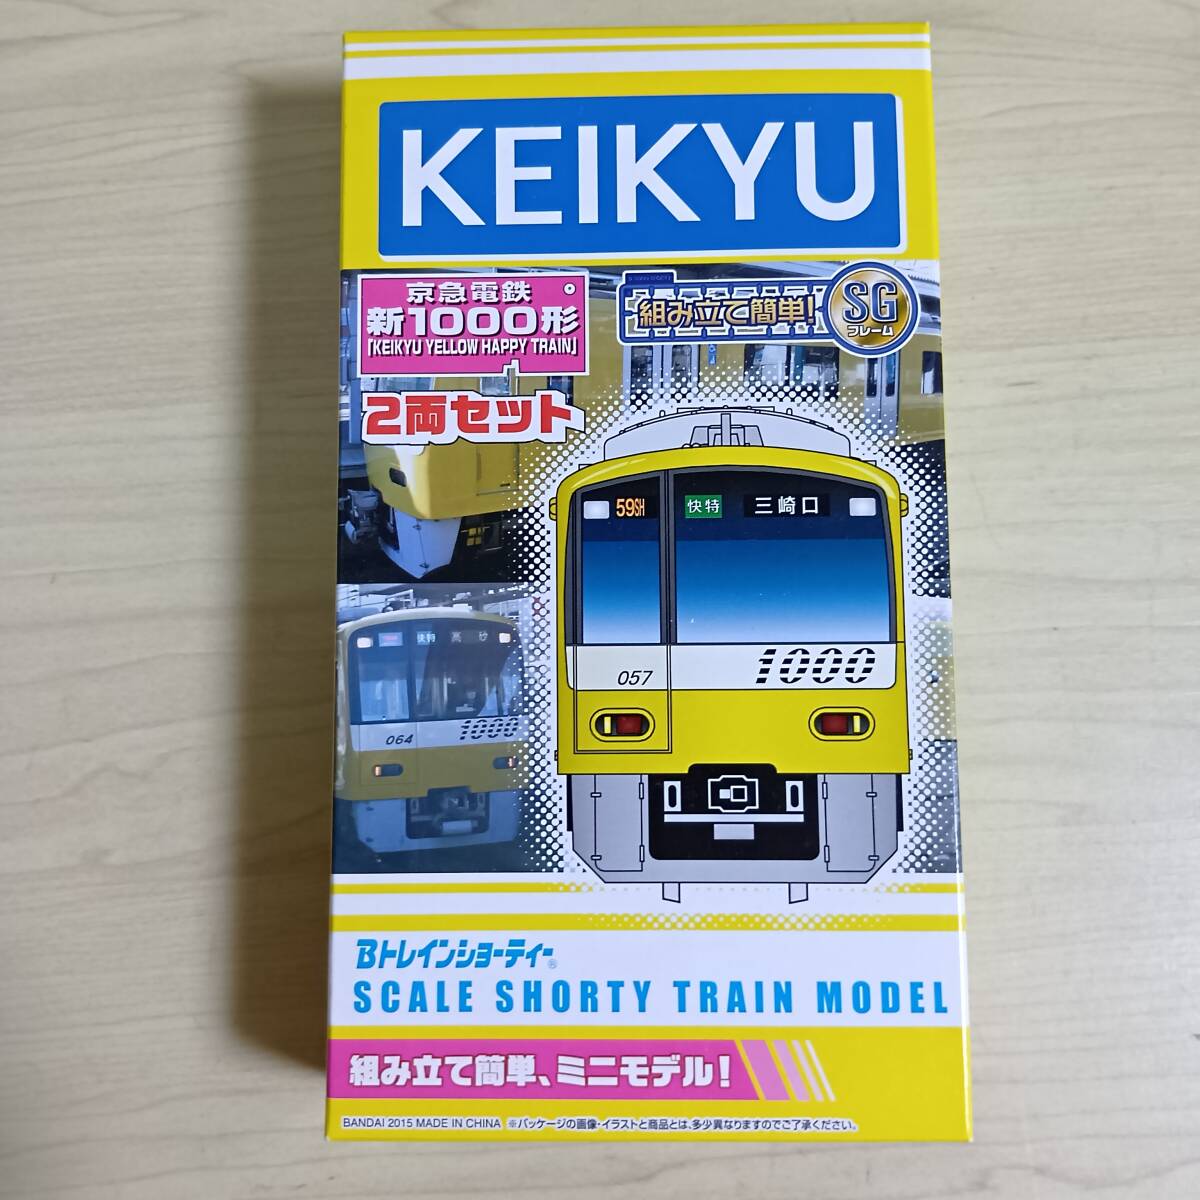 KEIKYU
京急電鉄
新1000形
「KEIKYU YELLOW HAPPY TRAIN」
2両セット
組み立て簡単!
SG
フレーム
59SH 快特 三崎口
057 1000
快特 高砂
064 1000
Bトレインショーティー®
SCALE SHORTY TRAIN MODEL
組み立て簡単、ミニモデル!
BANDAI 2015 MADE IN CHINA ※パッケージの画像・イラストと商品とは、多少異なりますのでご了承ください。